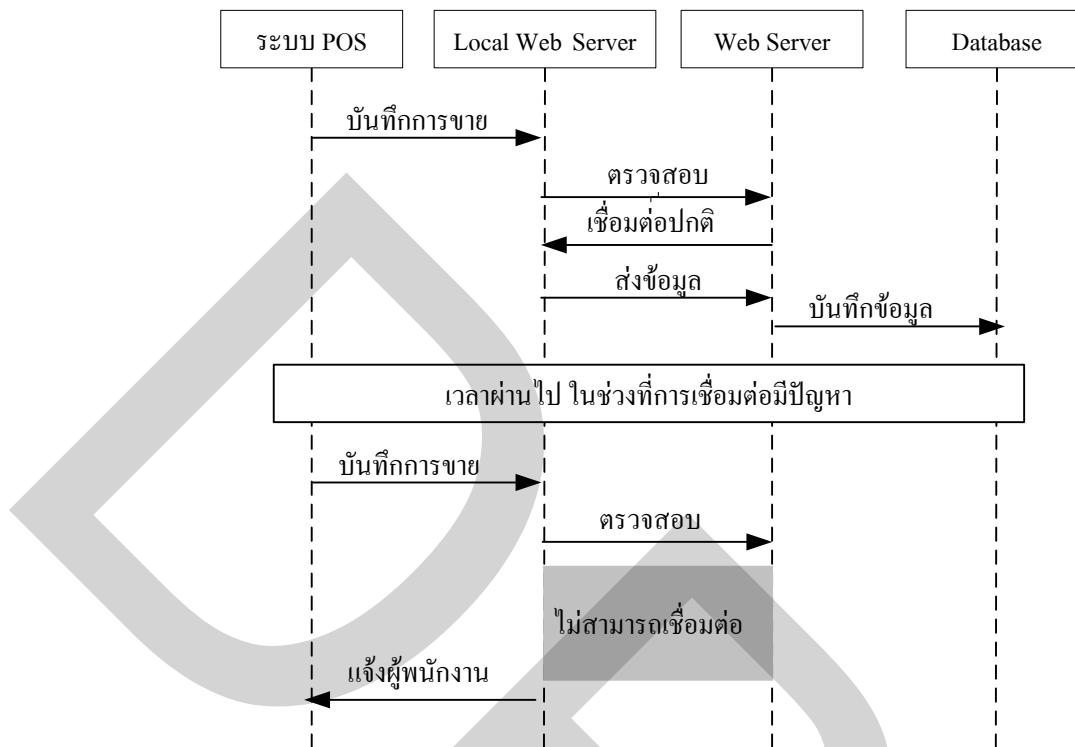 ระบบ POS
Local Web Server
Web Server
Database
บันทึกการขาย
ตรวจสอบ
เชื่อมต่อปกติ
ส่งข้อมูล
บันทึกข้อมูล
เวลาผ่านไป ในช่วงที่การเชื่อมต่อมีปัญหา
บันทึกการขาย
ตรวจสอบ
ไม่สามารถเชื่อมต่อ
แจ้งผู้พนักงาน